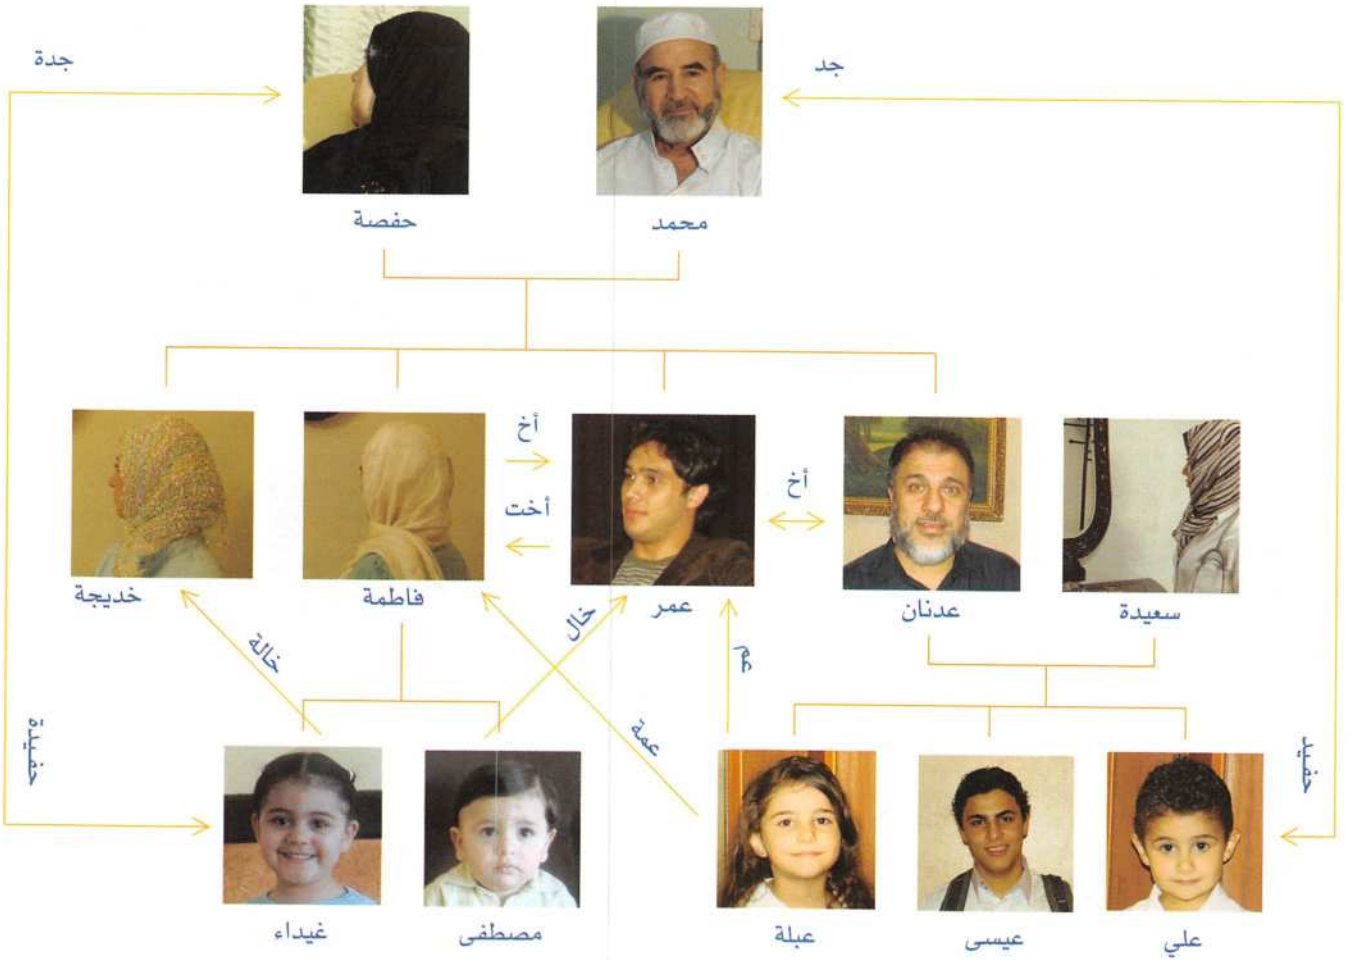 جد
جدة
محمد
حفصة
أخ
أخ
أخت
سعيدة
عدنان
عمر
فاطمة
خديجة
عم
خال
خالة
حفيد
عمة
حفيدة
علي
عيسى
عبلة
مصطفى
غيداء